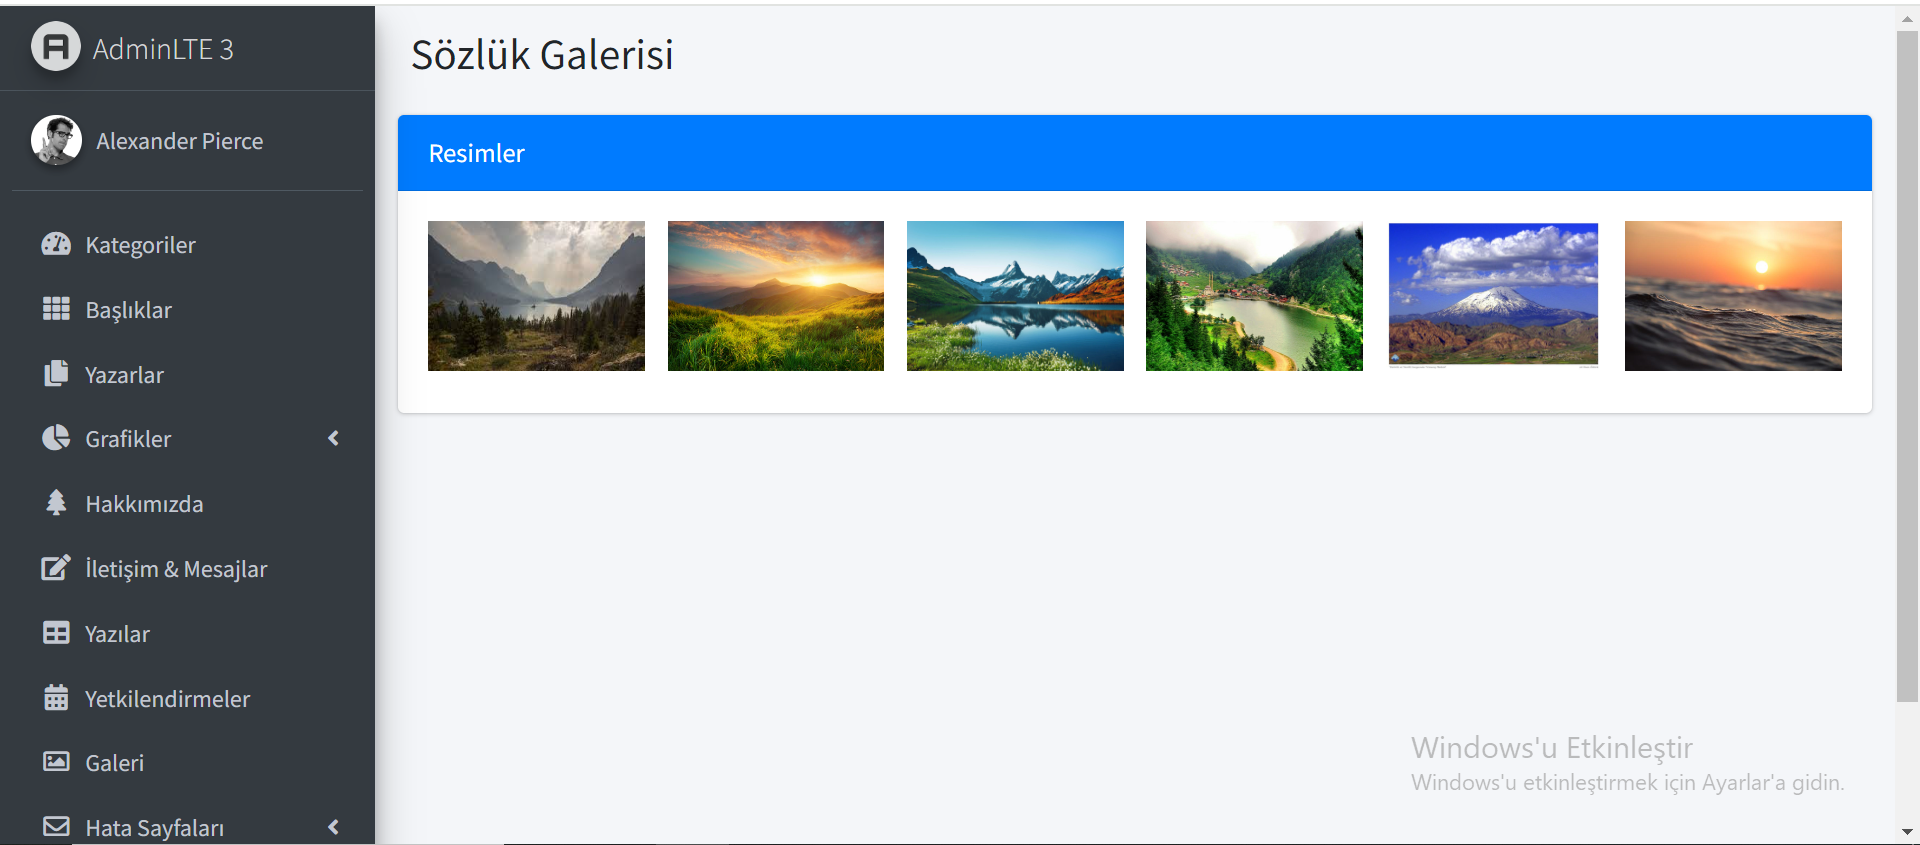 AdminLTE 3
Alexander Pierce
Kategoriler
Başlıklar
Yazarlar
Grafikler
Hakkımızda
İletişim & Mesajlar
Yazılar
Yetkilendirmeler
Galeri
Hata Sayfaları
Sözlük Galerisi
Resimler
Windows'u Etkinleştir
Windows'u etkinleştirmek için Ayarlar'a gidin.